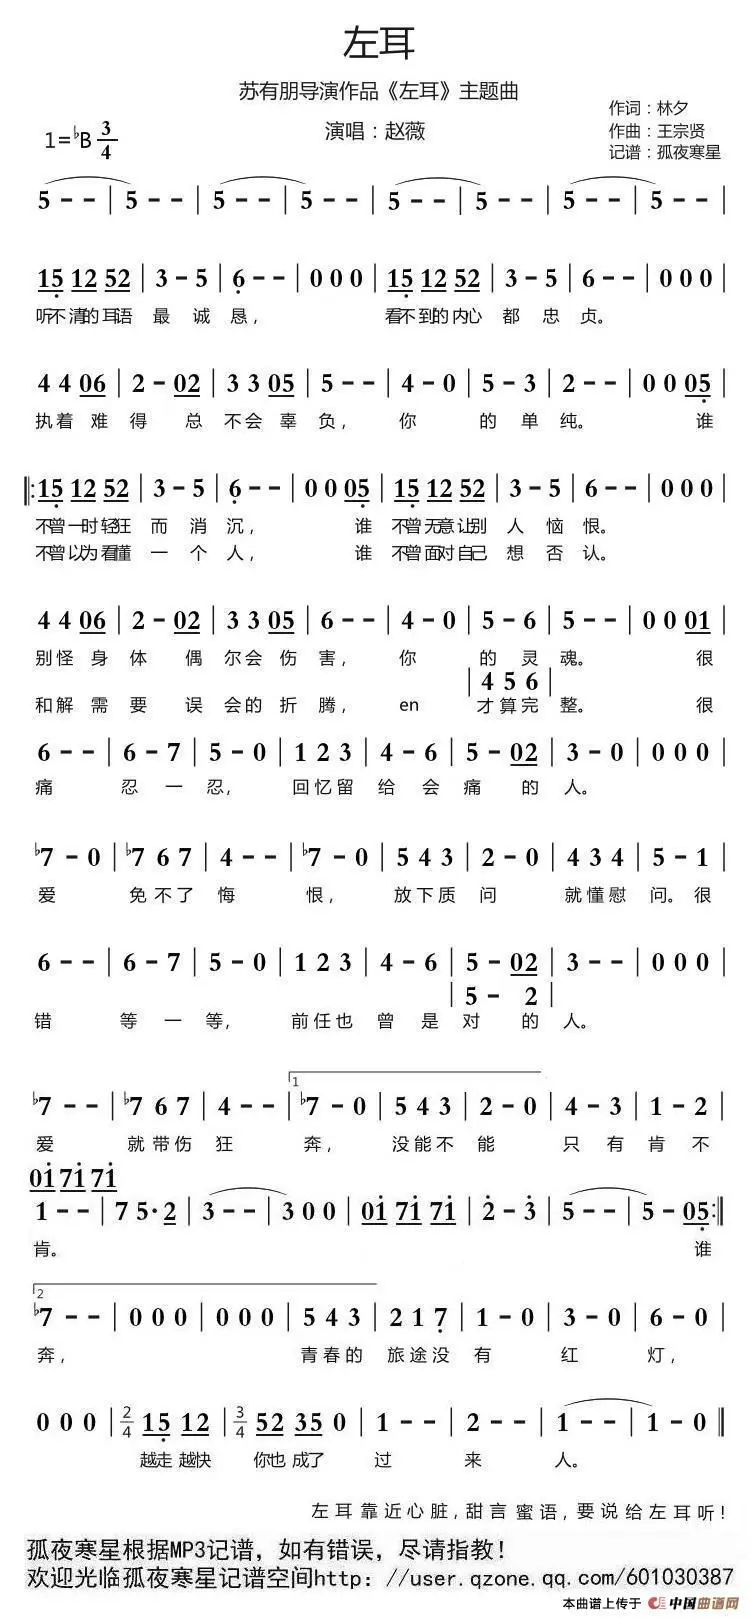 左耳
苏有朋导演作品《左耳》主题曲
演唱：赵薇
作词：林夕
作曲：王宗贤
记谱：孤夜寒星
1=♭B 3/4
5 - - | 5 - - | 5 - - | 5 - - | 5 - - | 5 - - | 5 - - | 5 - - |
15 12 52 | 3 - 5 | 6 - - | 0 0 0 | 15 12 52 | 3 - 5 | 6 - - | 0 0 0 |
听不清的耳语 最 诚 恳， 看不到的内心 都 忠 贞。
4 4 06 | 2 - 02 | 3 3 05 | 5 - - | 4 - 0 | 5 - 3 | 2 - - | 0 0 05 |
执着 难 得 总 不会 辜 负， 你 的 单 纯。 谁
‖: 15 12 52 | 3 - 5 | 6 - - | 0 0 05 | 15 12 52 | 3 - 5 | 6 - - | 0 0 0 |
不曾一时轻狂 而 消 沉， 谁 不曾无意让别 人 恼 恨。
不曾以为看懂 一 个 人， 谁 不曾面对自己 想 否 认。
4 4 06 | 2 - 02 | 3 3 05 | 6 - - | 4 - 0 | 5 - 6 | 5 - - | 0 0 01 |
别怪 身 体 偶 尔会 伤 害， 你 的 灵 魂。 很
| 4 5 6 |
和解 需 要 误 会的 折 腾， en 才算完 整。 很
6 - - | 6 - 7 | 5 - 0 | 1 2 3 | 4 - 6 | 5 - 02 | 3 - 0 | 0 0 0 |
痛 忍 一 忍， 回忆留 给 会 痛 的 人。
♭7 - 0 | ♭7 6 7 | 4 - - | ♭7 - 0 | 5 4 3 | 2 - 0 | 4 3 4 | 5 - 1 |
爱 免不了 悔 恨， 放下质 问 就懂慰 问。很
6 - - | 6 - 7 | 5 - 0 | 1 2 3 | 4 - 6 | 5 - 02 | 3 - - | 0 0 0 |
| 5 - 2 |
错 等 一 等， 前任也 曾 是 对 的 人。
1
♭7 - - | ♭7 6 7 | 4 - - | ♭7 - 0 | 5 4 3 | 2 - 0 | 4 - 3 | 1 - 2 |
爱 就带伤 狂 奔， 没能不 能 只 有 肯 不
01 71 71
1 - - | 7 5· 2 | 3 - - | 3 0 0 | 01 71 71 | 2 - 3 | 5 - - | 5 - 05 :‖
肯。 谁
2
♭7 - - | 0 0 0 | 0 0 0 | 5 4 3 | 2 1 7 | 1 - 0 | 3 - 0 | 6 - 0 |
奔， 青春的 旅途没 有 红 灯，
0 0 0 | 2/4 15 12 | 3/4 52 35 0 | 1 - - | 2 - - | 1 - - | 1 - 0 ‖
越走 越快 你也 成了 过 来 人。
左耳靠近心脏，甜言蜜语，要说给左耳听！
孤夜寒星根据MP3记谱，如有错误，尽请指教！
欢迎光临孤夜寒星记谱空间http：//user.qzone.qq.com/601030387
本曲谱上传于 中国曲谱网